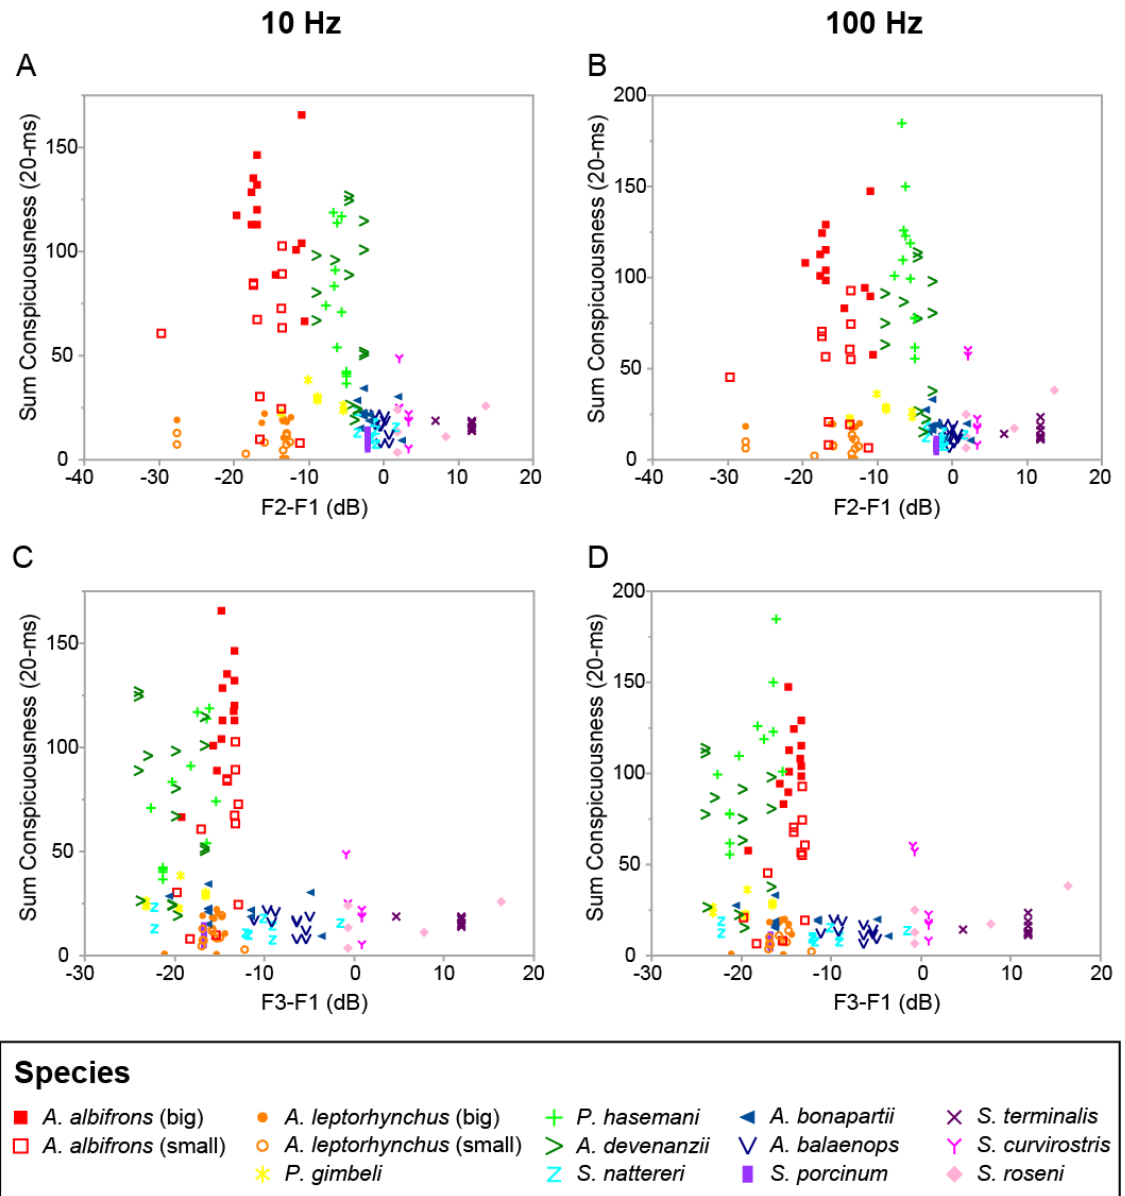 10 Hz
100 Hz
A
B
Sum Conspicuousness (20-ms)
150
100
50
0
-40
-30
-20
-10
0
10
20
F2-F1 (dB)
Sum Conspicuousness (20-ms)
200
150
100
50
0
-40
-30
-20
-10
0
10
20
F2-F1 (dB)
C
D
Sum Conspicuousness (20-ms)
150
100
50
0
-30
-20
-10
0
10
20
F3-F1 (dB)
Sum Conspicuousness (20-ms)
200
150
100
50
0
-30
-20
-10
0
10
20
F3-F1 (dB)
Species
A. albifrons (big)
A. albifrons (small)
A. leptorhynchus (big)
A. leptorhynchus (small)
P. gimbeli
P. hasemani
A. devenanzii
S. nattereri
A. bonapartii
A. balaenops
S. porcinum
S. terminalis
S. curvirostris
S. roseni